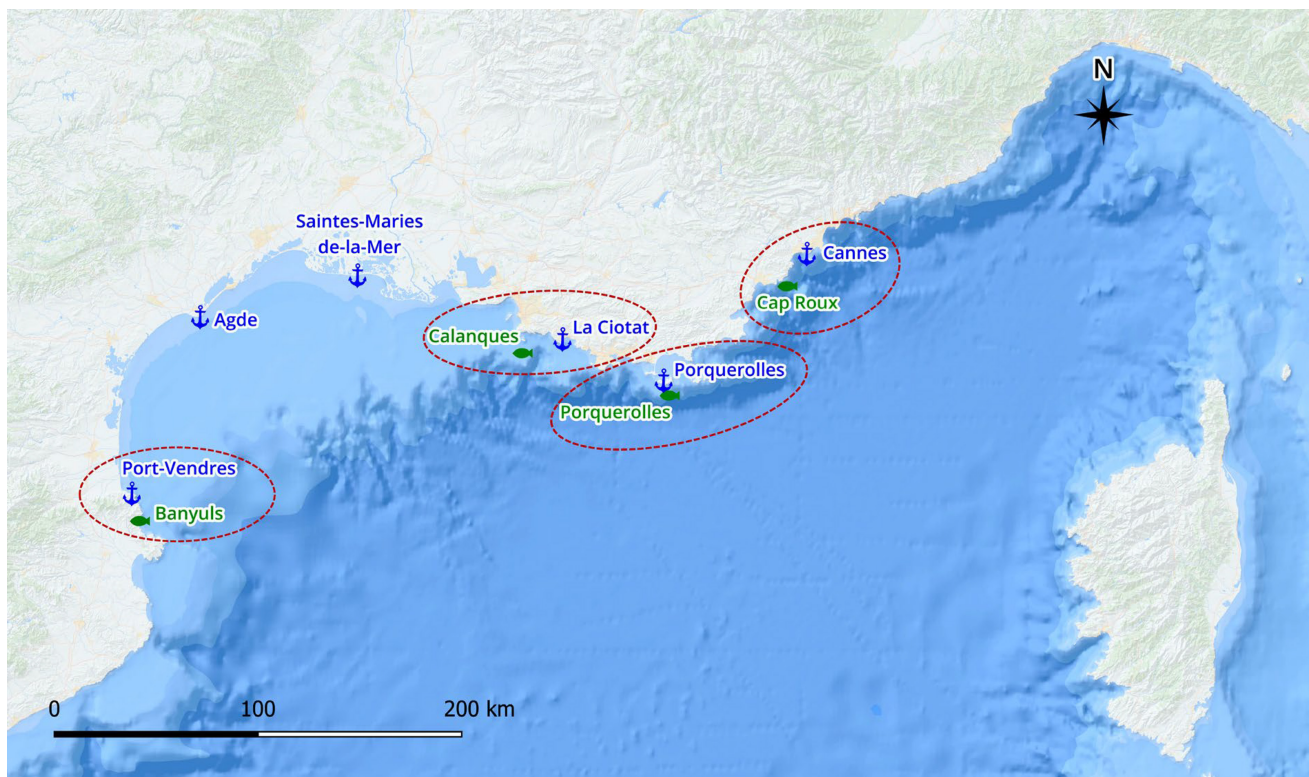 N
Saintes-Maries
de-la-Mer
Cannes
Cap Roux
Agde
Calanques
La Ciotat
Porquerolles
Porquerolles
Port-Vendres
Banyuls
0 100 200 km